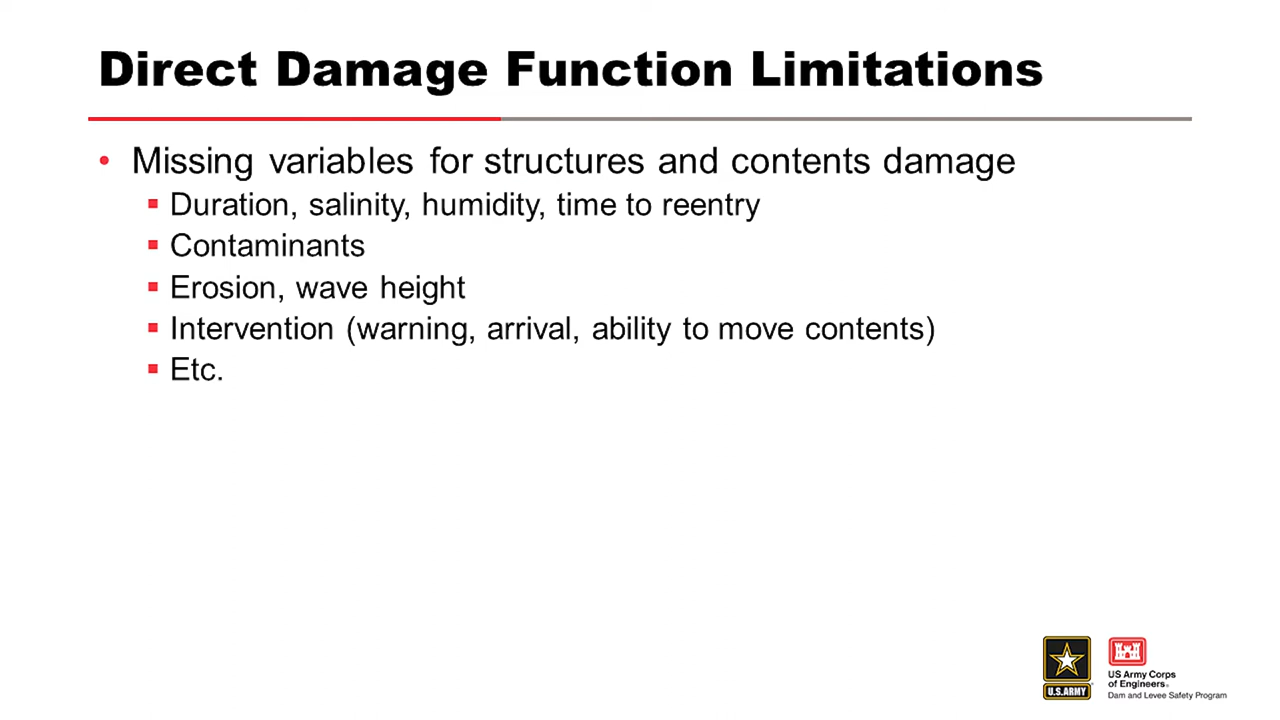 Direct Damage Function Limitations
• Missing variables for structures and contents damage
▪ Duration, salinity, humidity, time to reentry
▪ Contaminants
▪ Erosion, wave height
▪ Intervention (warning, arrival, ability to move contents)
▪ Etc.
U.S.ARMY
US Army Corps
of Engineers®
Dam and Levee Safety Program